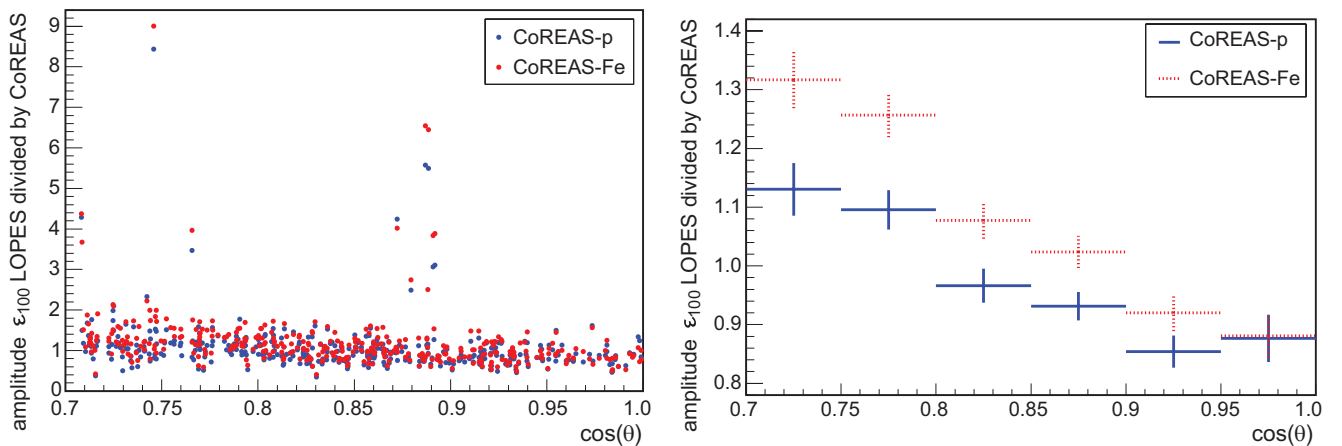 amplitude ε100 LOPES divided by CoREAS
9
8
7
6
5
4
3
2
1
0
0.7 0.75 0.8 0.85 0.9 0.95 1.0
cos(θ)
CoREAS-p
CoREAS-Fe
amplitude ε100 LOPES divided by CoREAS
1.4
1.3
1.2
1.1
1.0
0.9
0.8
0.7 0.75 0.8 0.85 0.9 0.95 1.0
cos(θ)
CoREAS-p
CoREAS-Fe